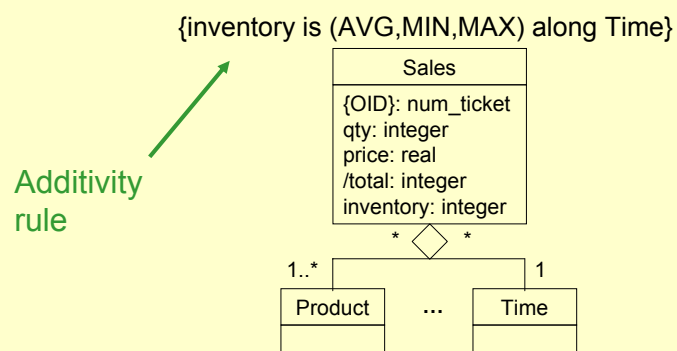 {inventory is (AVG,MIN,MAX) along Time}
Sales
{OID}: num_ticket
qty: integer
price: real
/total: integer
inventory: integer
Additivity
rule
* *
1..* 1
Product ... Time